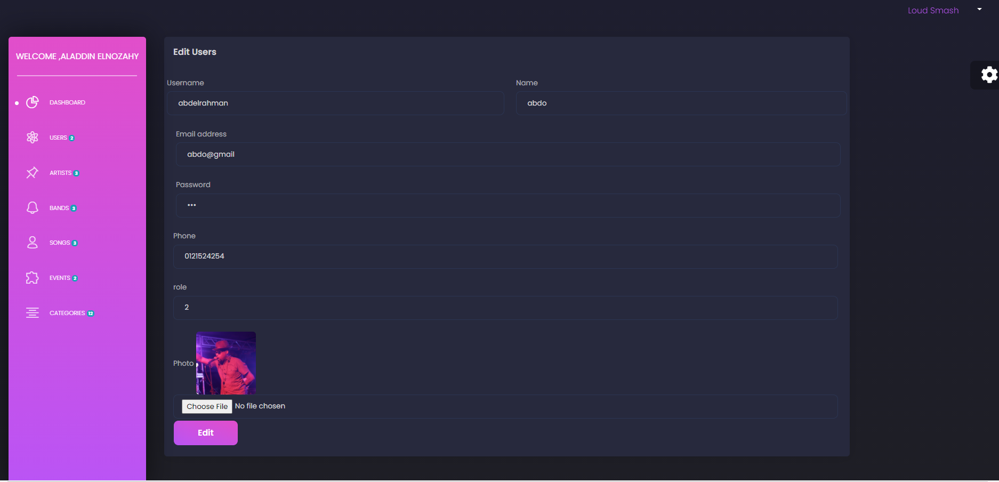 Loud Smash
WELCOME ,ALADDIN ELNOZAHY
DASHBOARD
USERS 2
ARTISTS 3
BANDS 3
SONGS 3
EVENTS 2
CATEGORIES 12
Edit Users
Username
Name
abdelrahman
abdo
Email address
abdo@gmail
Password
•••
Phone
0121524254
role
2
Photo
Choose File No file chosen
Edit